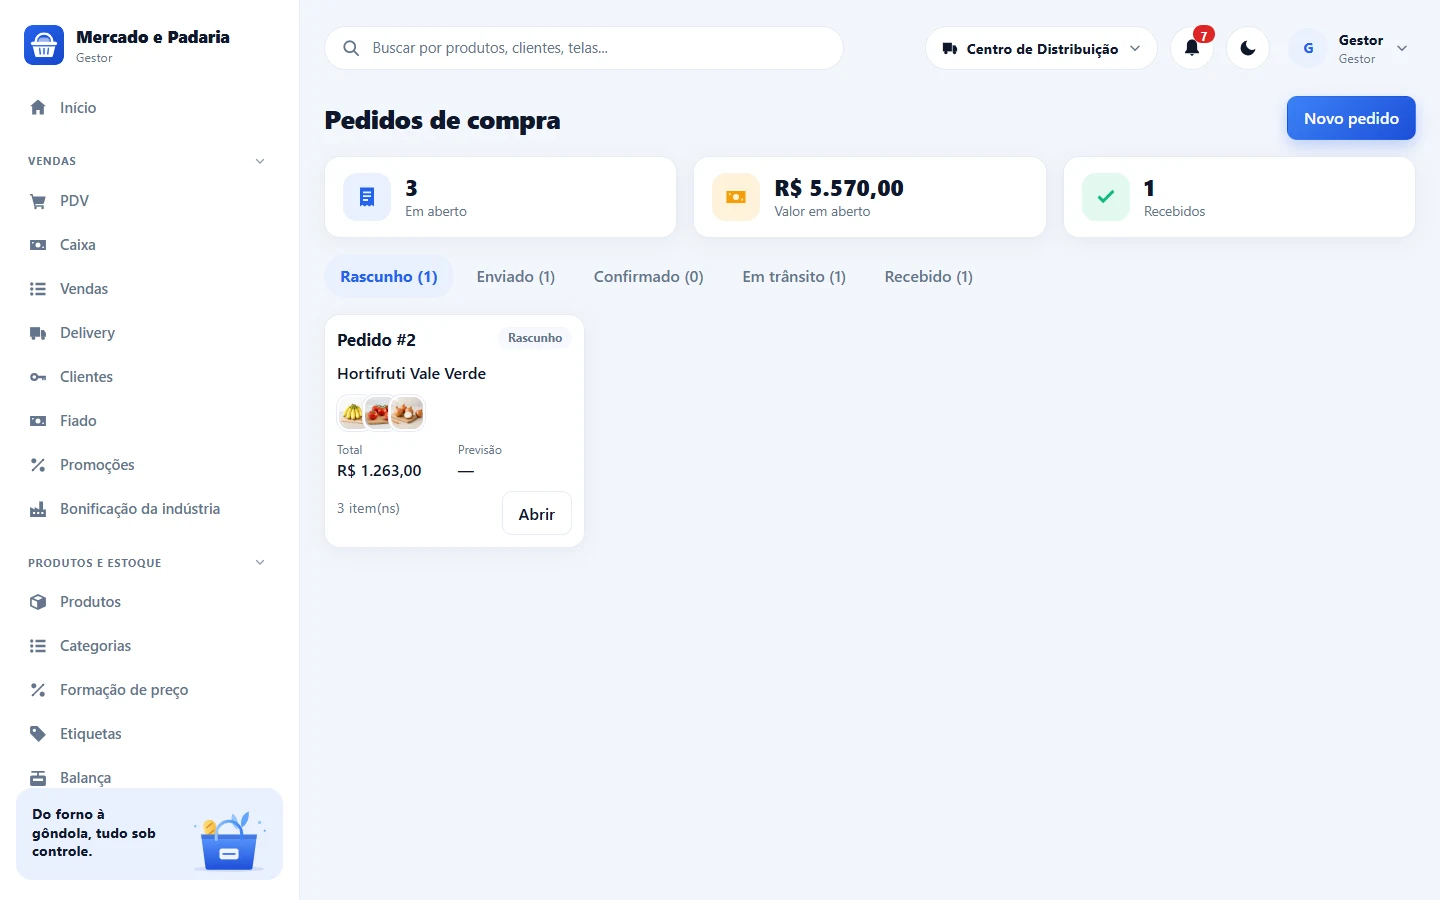 Mercado e Padaria
Gestor
Início
VENDAS
PDV
Caixa
Vendas
Delivery
Clientes
Fiado
Promoções
Bonificação da indústria
PRODUTOS E ESTOQUE
Produtos
Categorias
Formação de preço
Etiquetas
Balança
Do forno à
gôndola, tudo sob
controle.
Buscar por produtos, clientes, telas...
Centro de Distribuição
7
G
Gestor
Gestor
Pedidos de compra
Novo pedido
3
Em aberto
R$ 5.570,00
Valor em aberto
1
Recebidos
Rascunho (1)
Enviado (1)
Confirmado (0)
Em trânsito (1)
Recebido (1)
Pedido #2
Rascunho
Hortifruti Vale Verde
Total
Previsão
R$ 1.263,00
—
3 item(ns)
Abrir